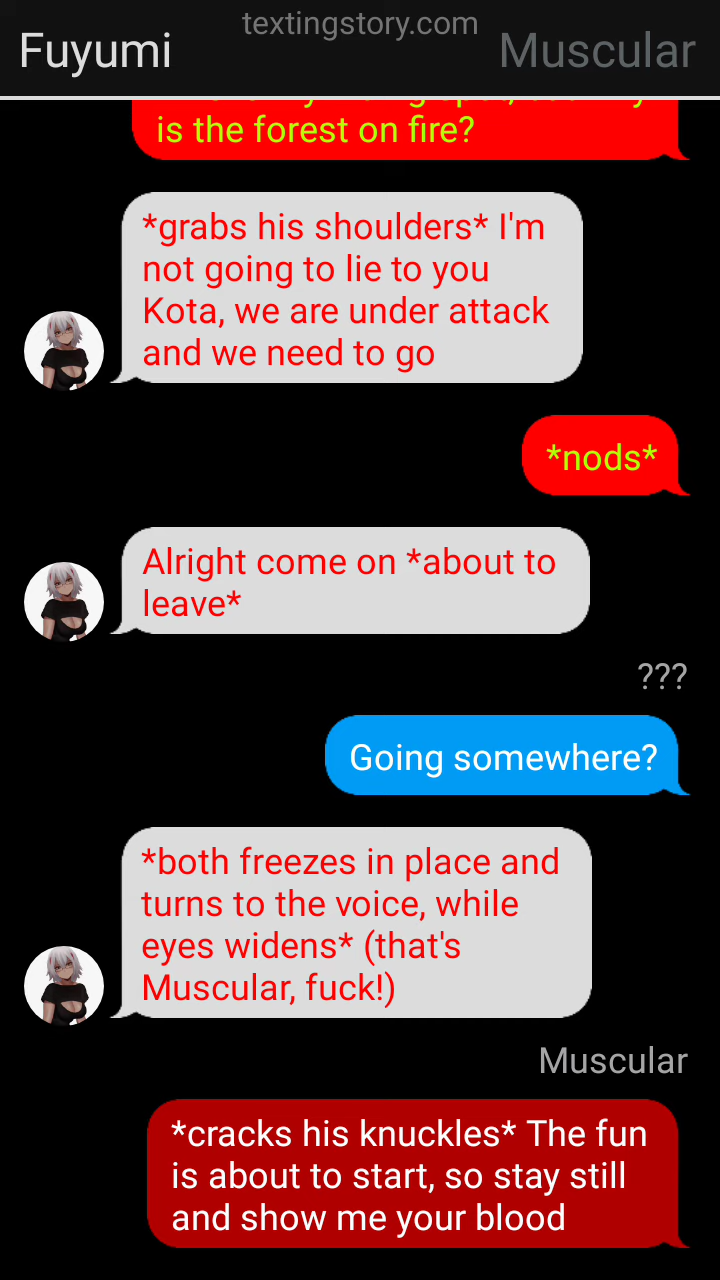 textingstory.com
Fuyumi
Muscular
is the forest on fire?
*grabs his shoulders* I'm
not going to lie to you
Kota, we are under attack
and we need to go
*nods*
Alright come on *about to
leave*
???
Going somewhere?
*both freezes in place and
turns to the voice, while
eyes widens* (that's
Muscular, fuck!)
Muscular
*cracks his knuckles* The fun
is about to start, so stay still
and show me your blood